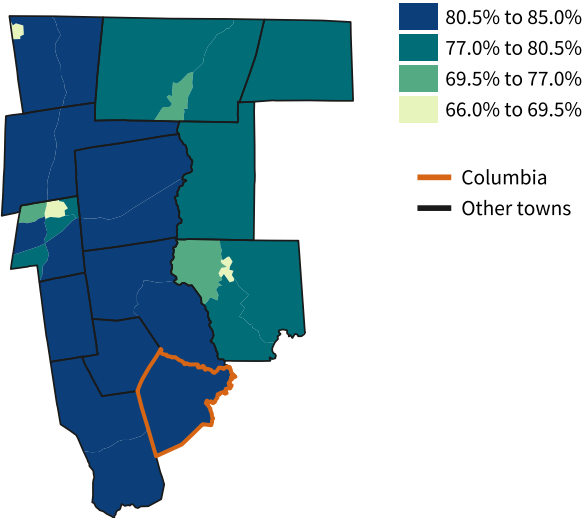 80.5% to 85.0%
77.0% to 80.5%
69.5% to 77.0%
66.0% to 69.5%
Columbia
Other towns